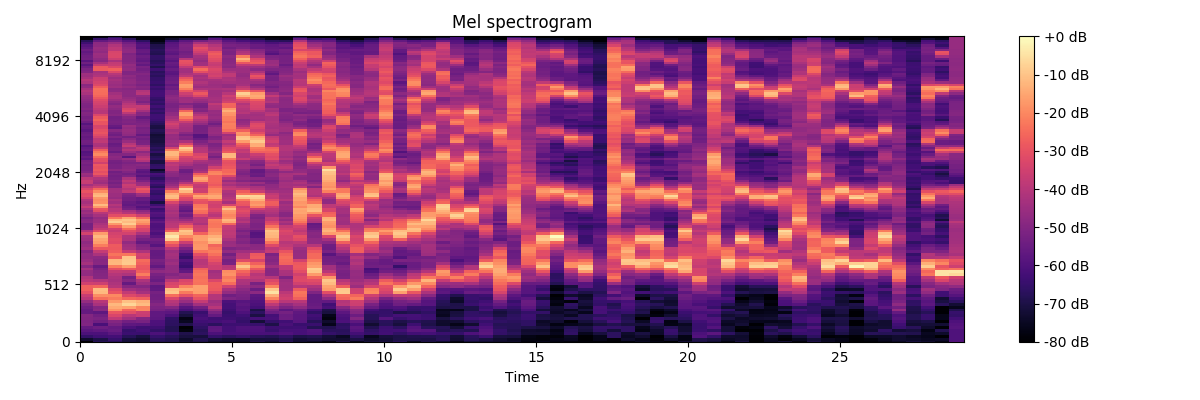 Mel spectrogram
Hz
8192
4096
2048
1024
512
0
0 5 10 15 20 25
Time
+0 dB
-10 dB
-20 dB
-30 dB
-40 dB
-50 dB
-60 dB
-70 dB
-80 dB